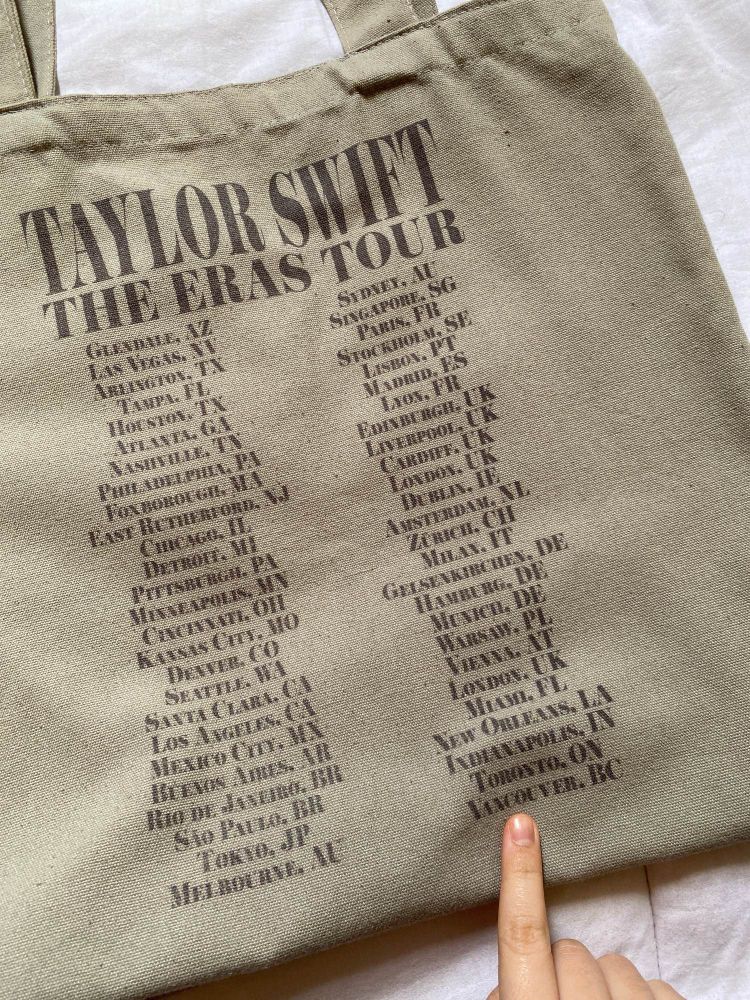 TAYLOR SWIFT
THE ERAS TOUR
GLENDALE, AZ
LAS VEGAS, NV
ARLINGTON, TX
TAMPA, FL
HOUSTON, TX
ATLANTA, GA
NASHVILLE, TN
PHILADELPHIA, PA
FOXBOROUGH, MA
EAST RUTHERFORD, NJ
CHICAGO, IL
DETROIT, MI
PITTSBURGH, PA
MINNEAPOLIS, MN
CINCINNATI, OH
KANSAS CITY, MO
DENVER, CO
SEATTLE, WA
SANTA CLARA, CA
LOS ANGELES, CA
MEXICO CITY, MX
BUENOS AIRES, AR
RIO DE JANEIRO, BR
SÃO PAULO, BR
TOKYO, JP
MELBOURNE, AU
SYDNEY, AU
SINGAPORE, SG
PARIS, FR
STOCKHOLM, SE
LISBON, PT
MADRID, ES
LYON, FR
EDINBURGH, UK
LIVERPOOL, UK
CARDIFF, UK
LONDON, UK
DUBLIN, IE
AMSTERDAM, NL
ZÜRICH, CH
MILAN, IT
GELSENKIRCHEN, DE
HAMBURG, DE
MUNICH, DE
WARSAW, PL
VIENNA, AT
LONDON, UK
MIAMI, FL
NEW ORLEANS, LA
INDIANAPOLIS, IN
TORONTO, ON
VANCOUVER, BC